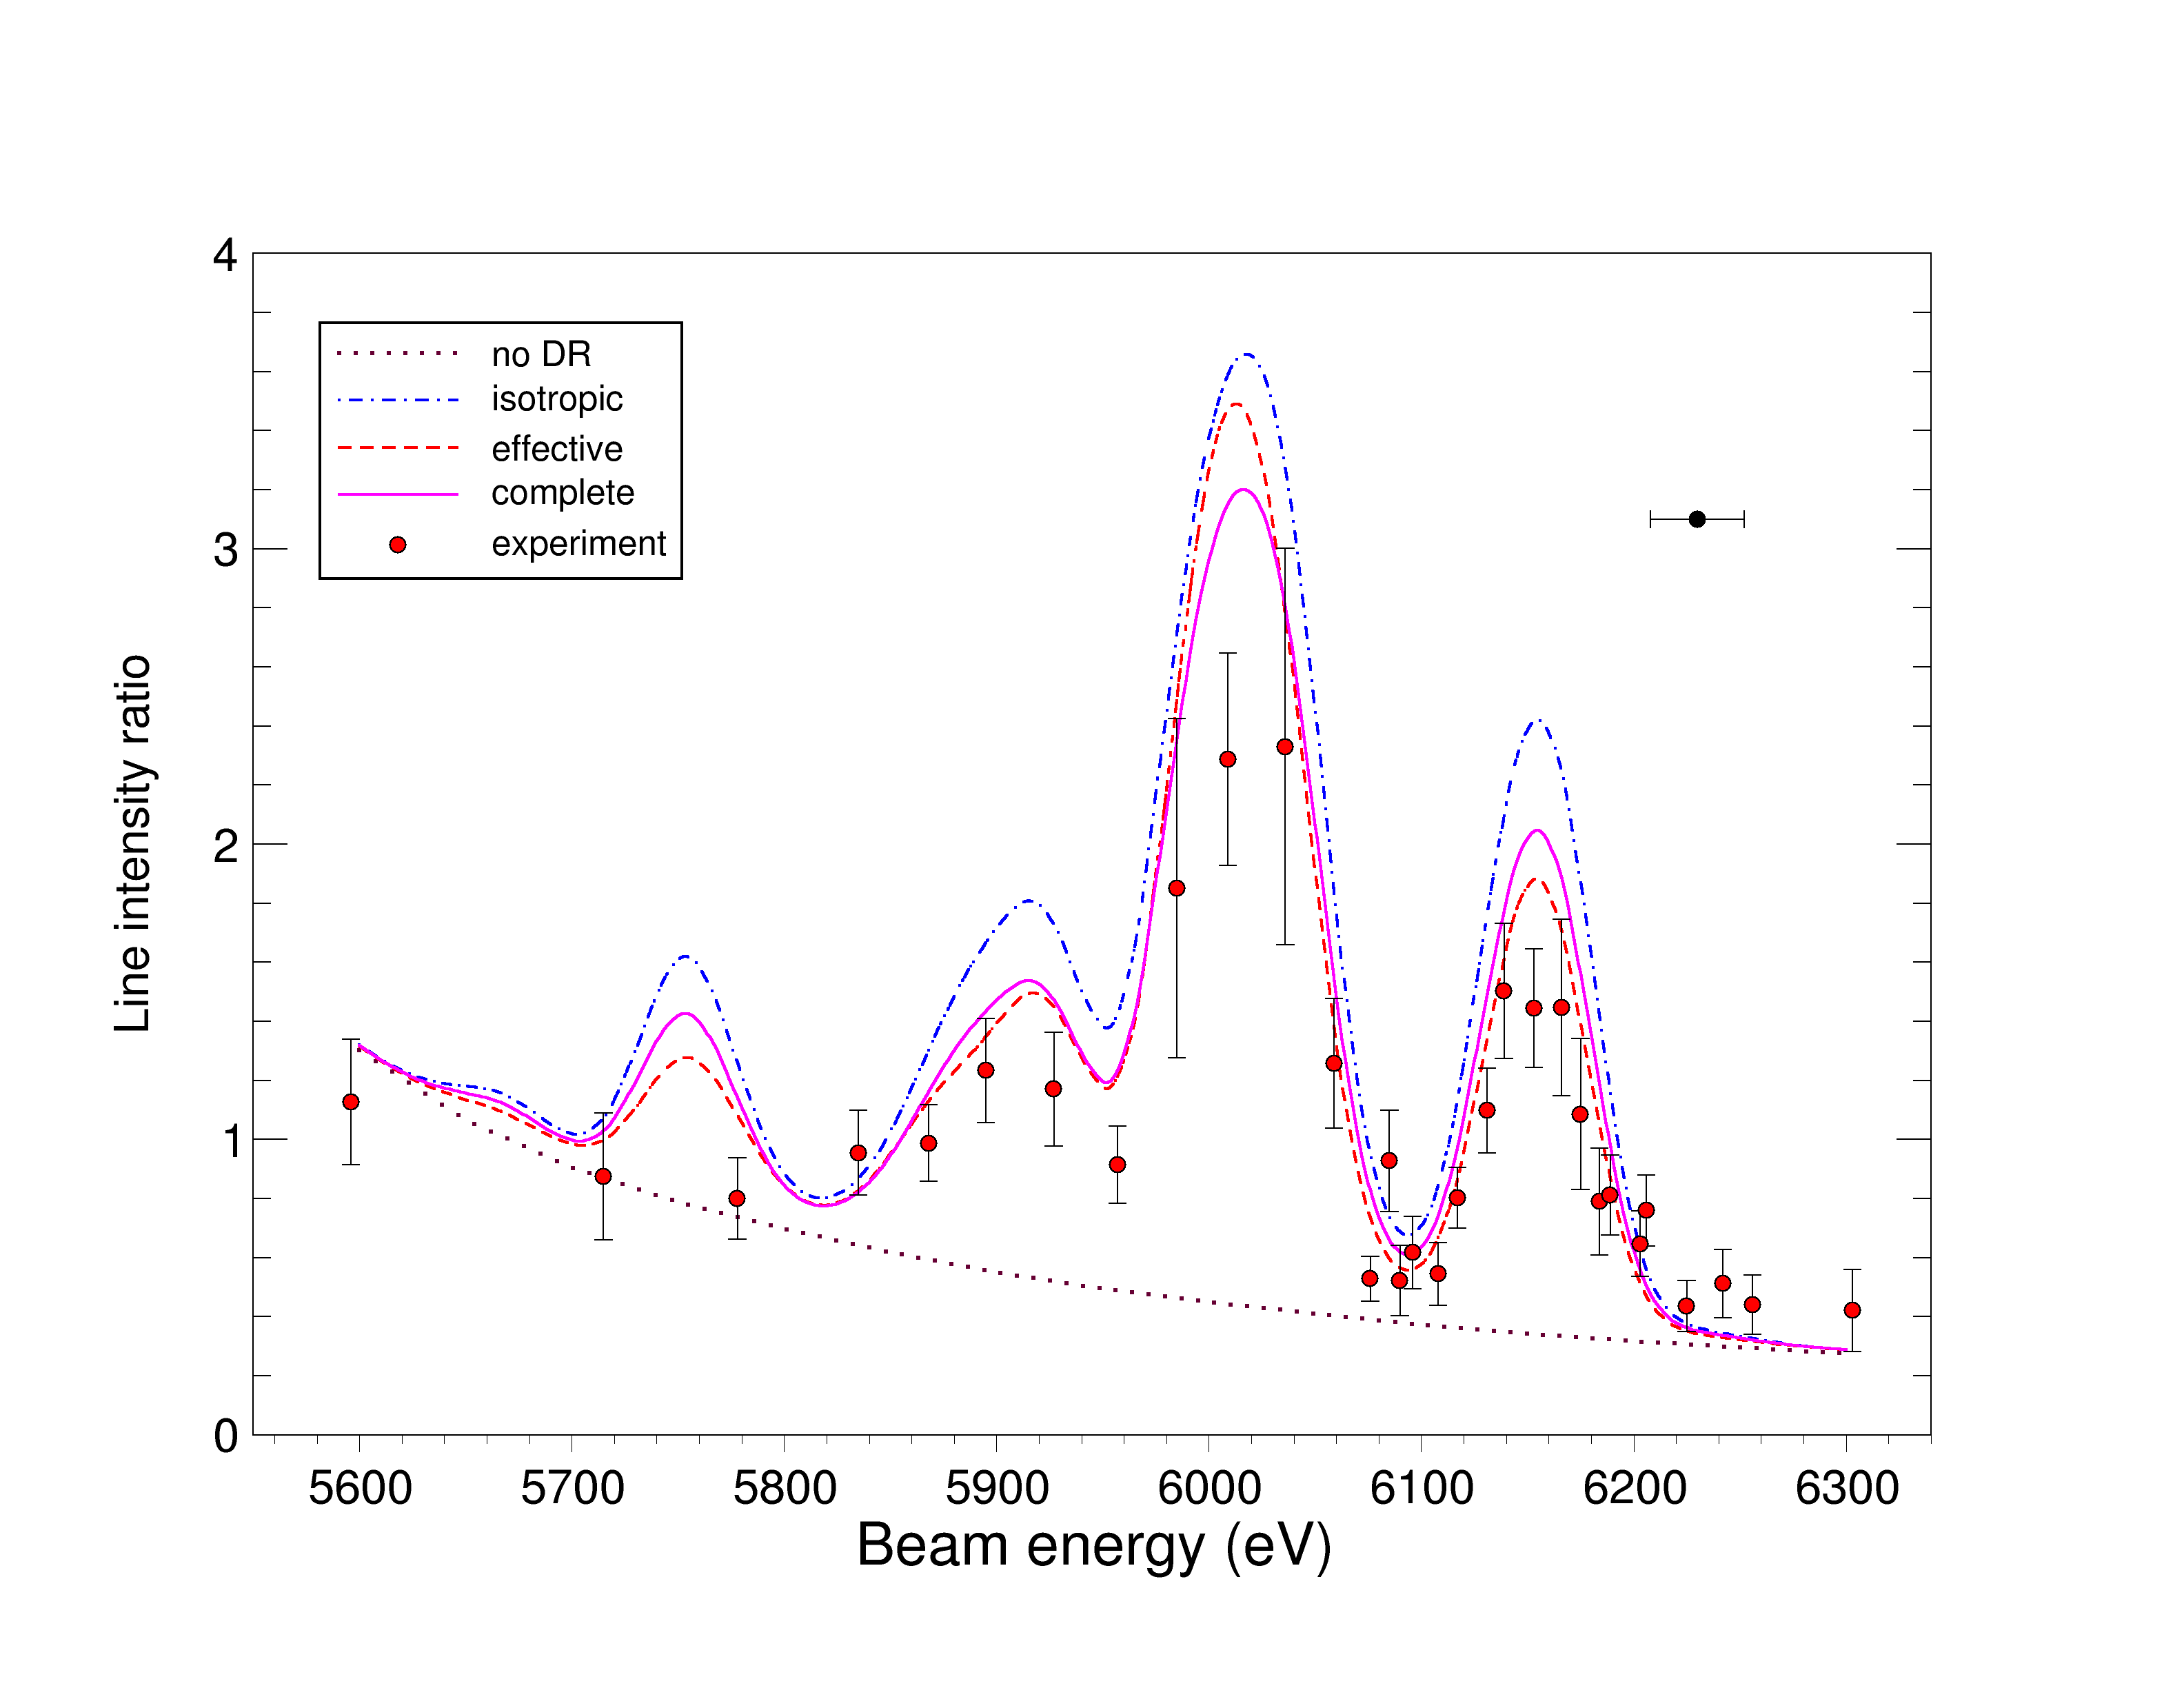 4
3
2
1
0
Line intensity ratio
no DR
isotropic
effective
complete
experiment
5600 5700 5800 5900 6000 6100 6200 6300
Beam energy (eV)